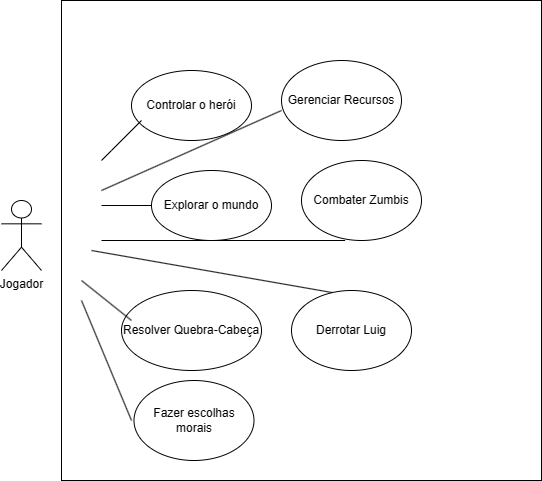 Controlar o herói
Gerenciar Recursos
Explorar o mundo
Combater Zumbis
Jogador
Resolver Quebra-Cabeça
Derrotar Luig
Fazer escolhas
morais